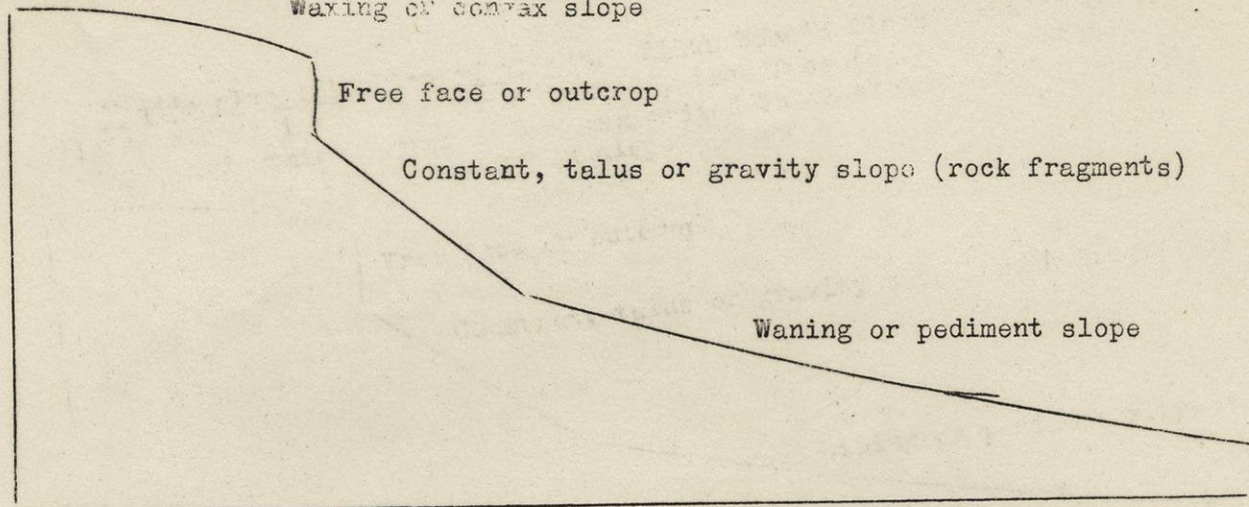 Waxing or convex slope
Free face or outcrop
Constant, talus or gravity slope (rock fragments)
Waning or pediment slope